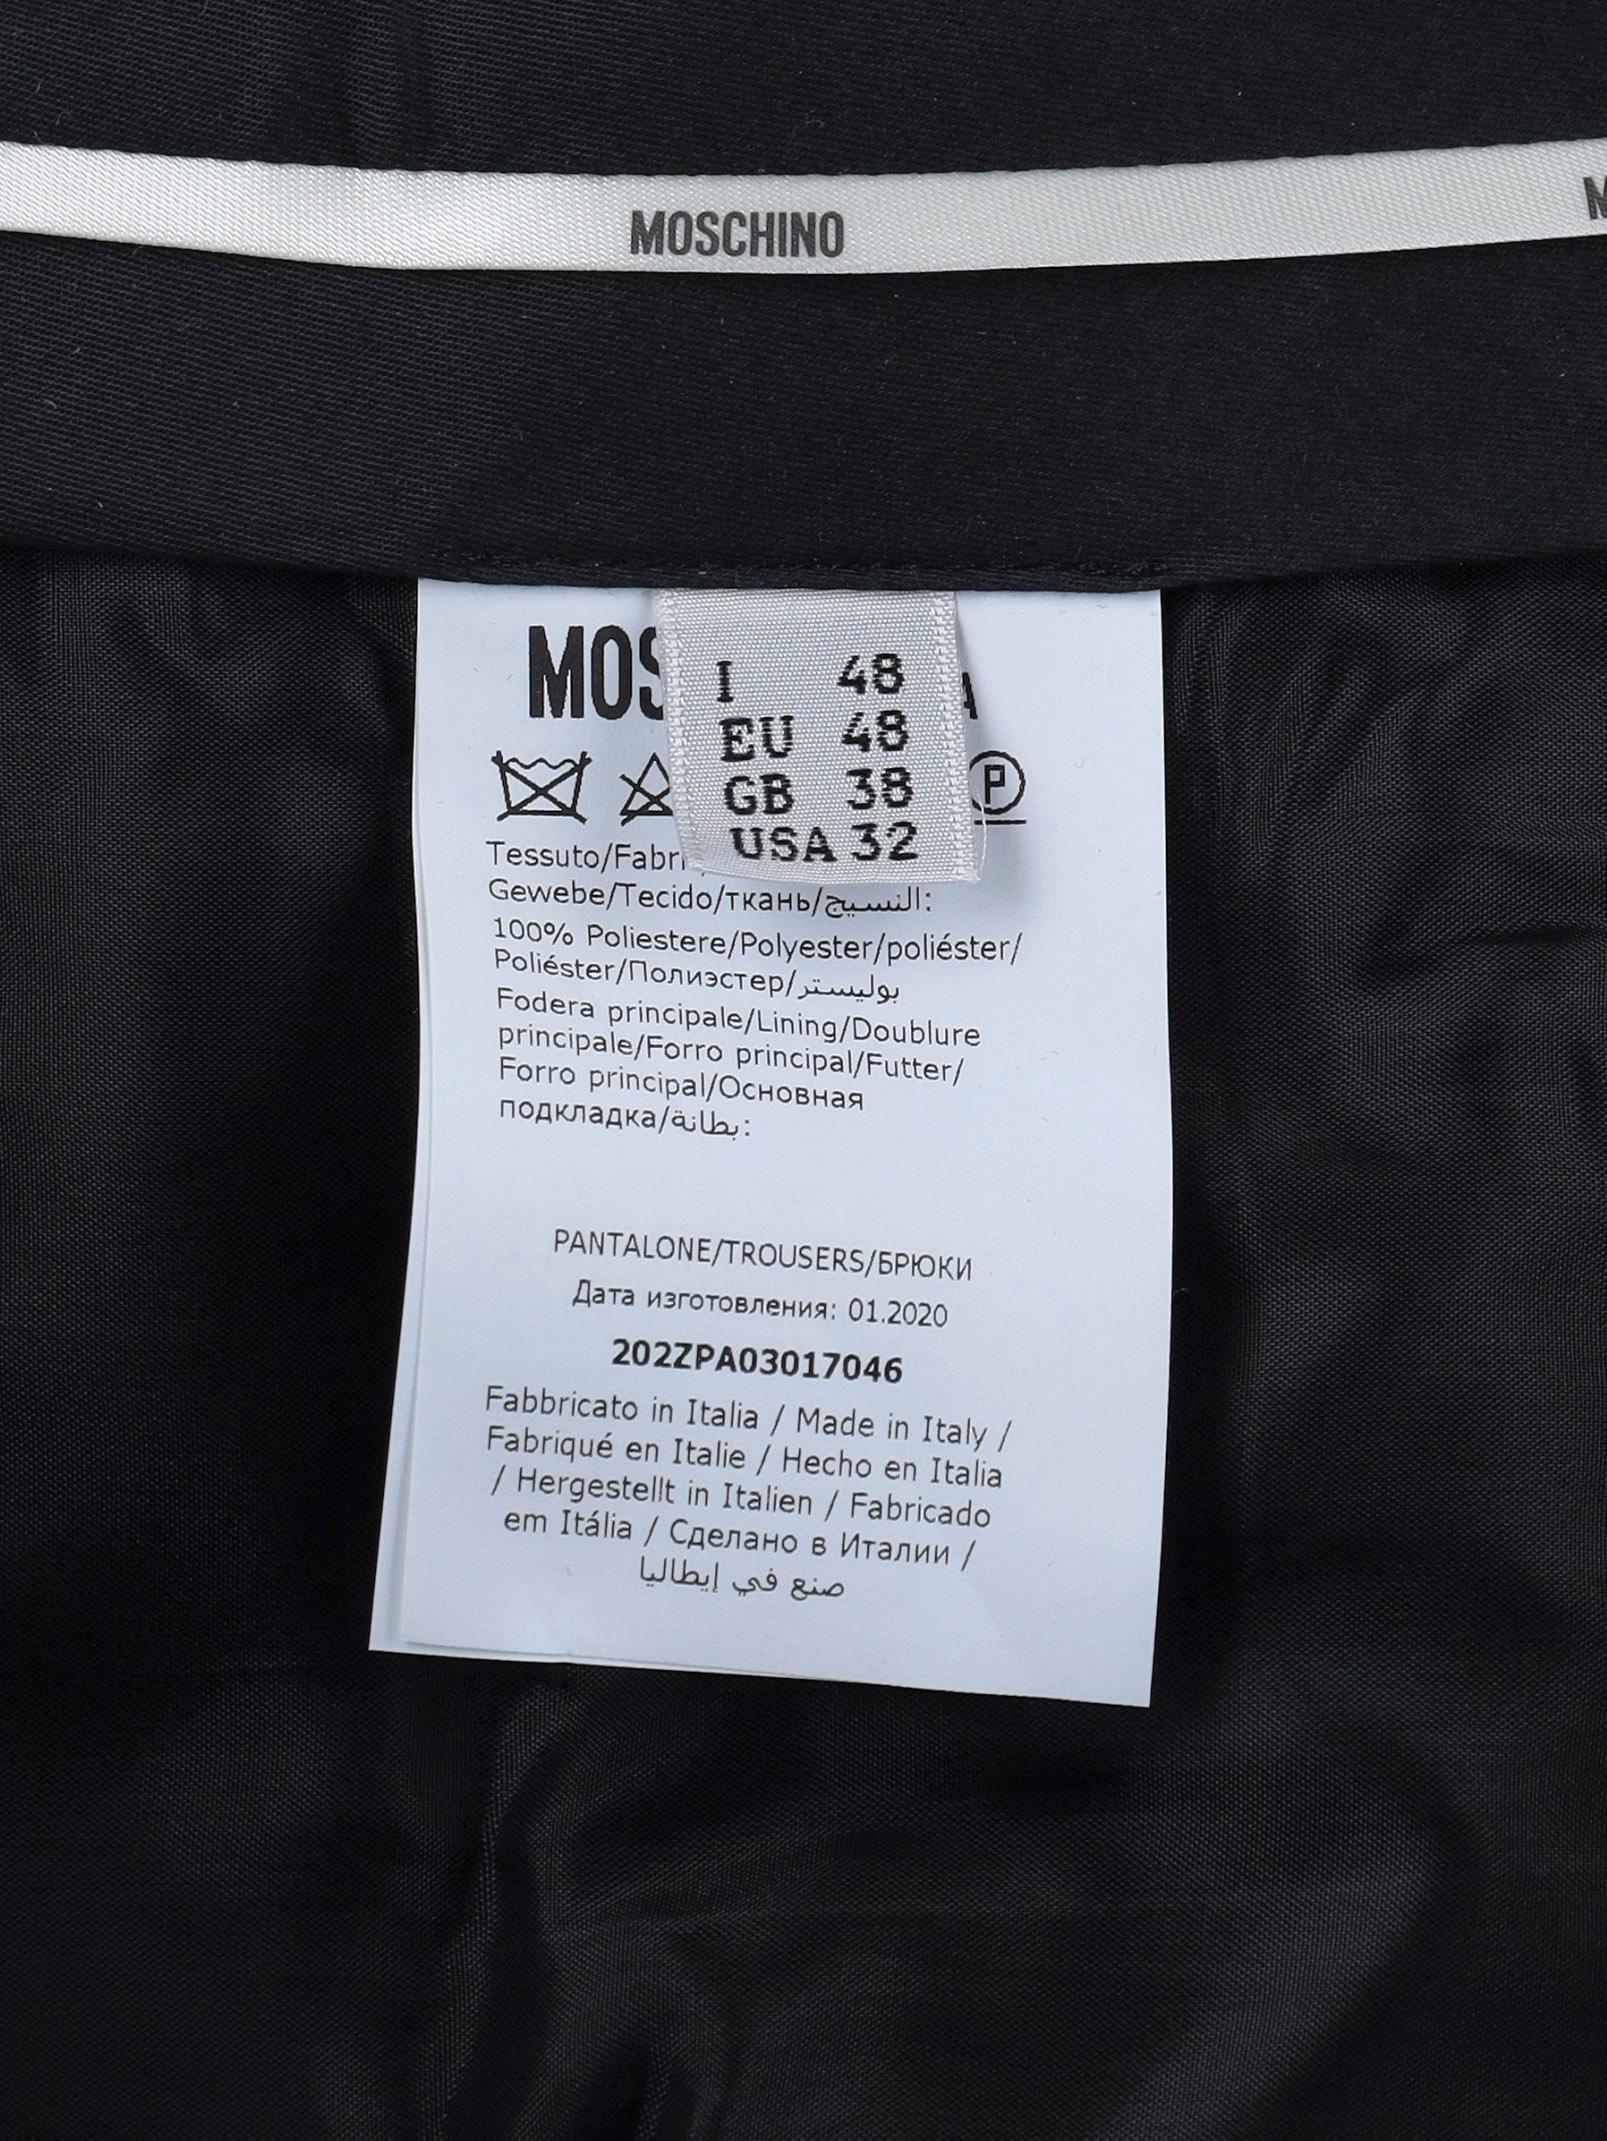 MOSCHINO
I 48
EU 48
GB 38
USA 32
P
Gewebe/Tecido/ткань/النسيج:
100% Poliestere/Polyester/poliéster/
Poliéster/Полиэстер/بوليستر
Fodera principale/Lining/Doublure
principale/Forro principal/Futter/
Forro principal/Основная
подкладка/بطانة:
PANTALONE/TROUSERS/БРЮКИ
Дата изготовления: 01.2020
202ZPA03017046
Fabbricato in Italia / Made in Italy /
Fabriqué en Italie / Hecho en Italia
/ Hergestellt in Italien / Fabricado
em Itália / Сделано в Италии /
صنع في إيطاليا